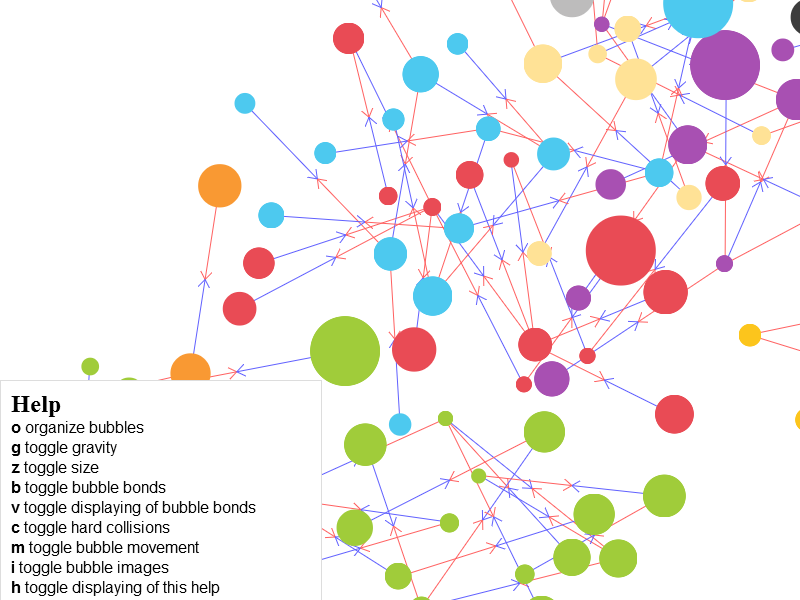 Help
o organize bubbles
g toggle gravity
z toggle size
b toggle bubble bonds
v toggle displaying of bubble bonds
c toggle hard collisions
m toggle bubble movement
i toggle bubble images
h toggle displaying of this help